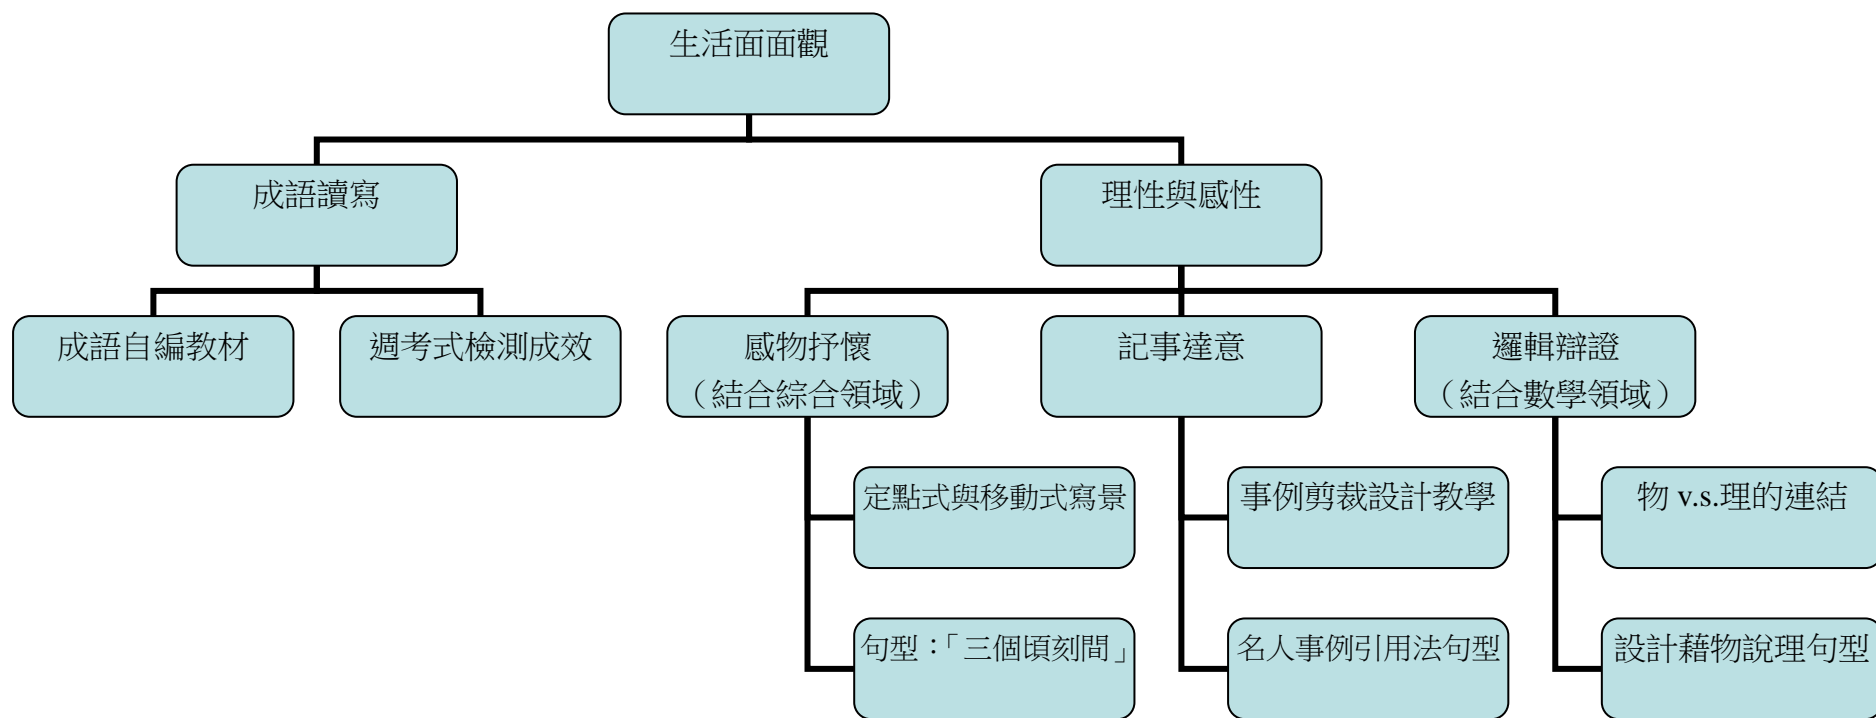 生活面面觀
成語讀寫
理性與感性
成語自編教材
週考式檢測成效
感物抒懷
（結合綜合領域）
記事達意
邏輯辯證
（結合數學領域）
定點式與移動式寫景
事例剪裁設計教學
物 v.s.理的連結
句型：「三個頃刻間」
名人事例引用法句型
設計藉物說理句型